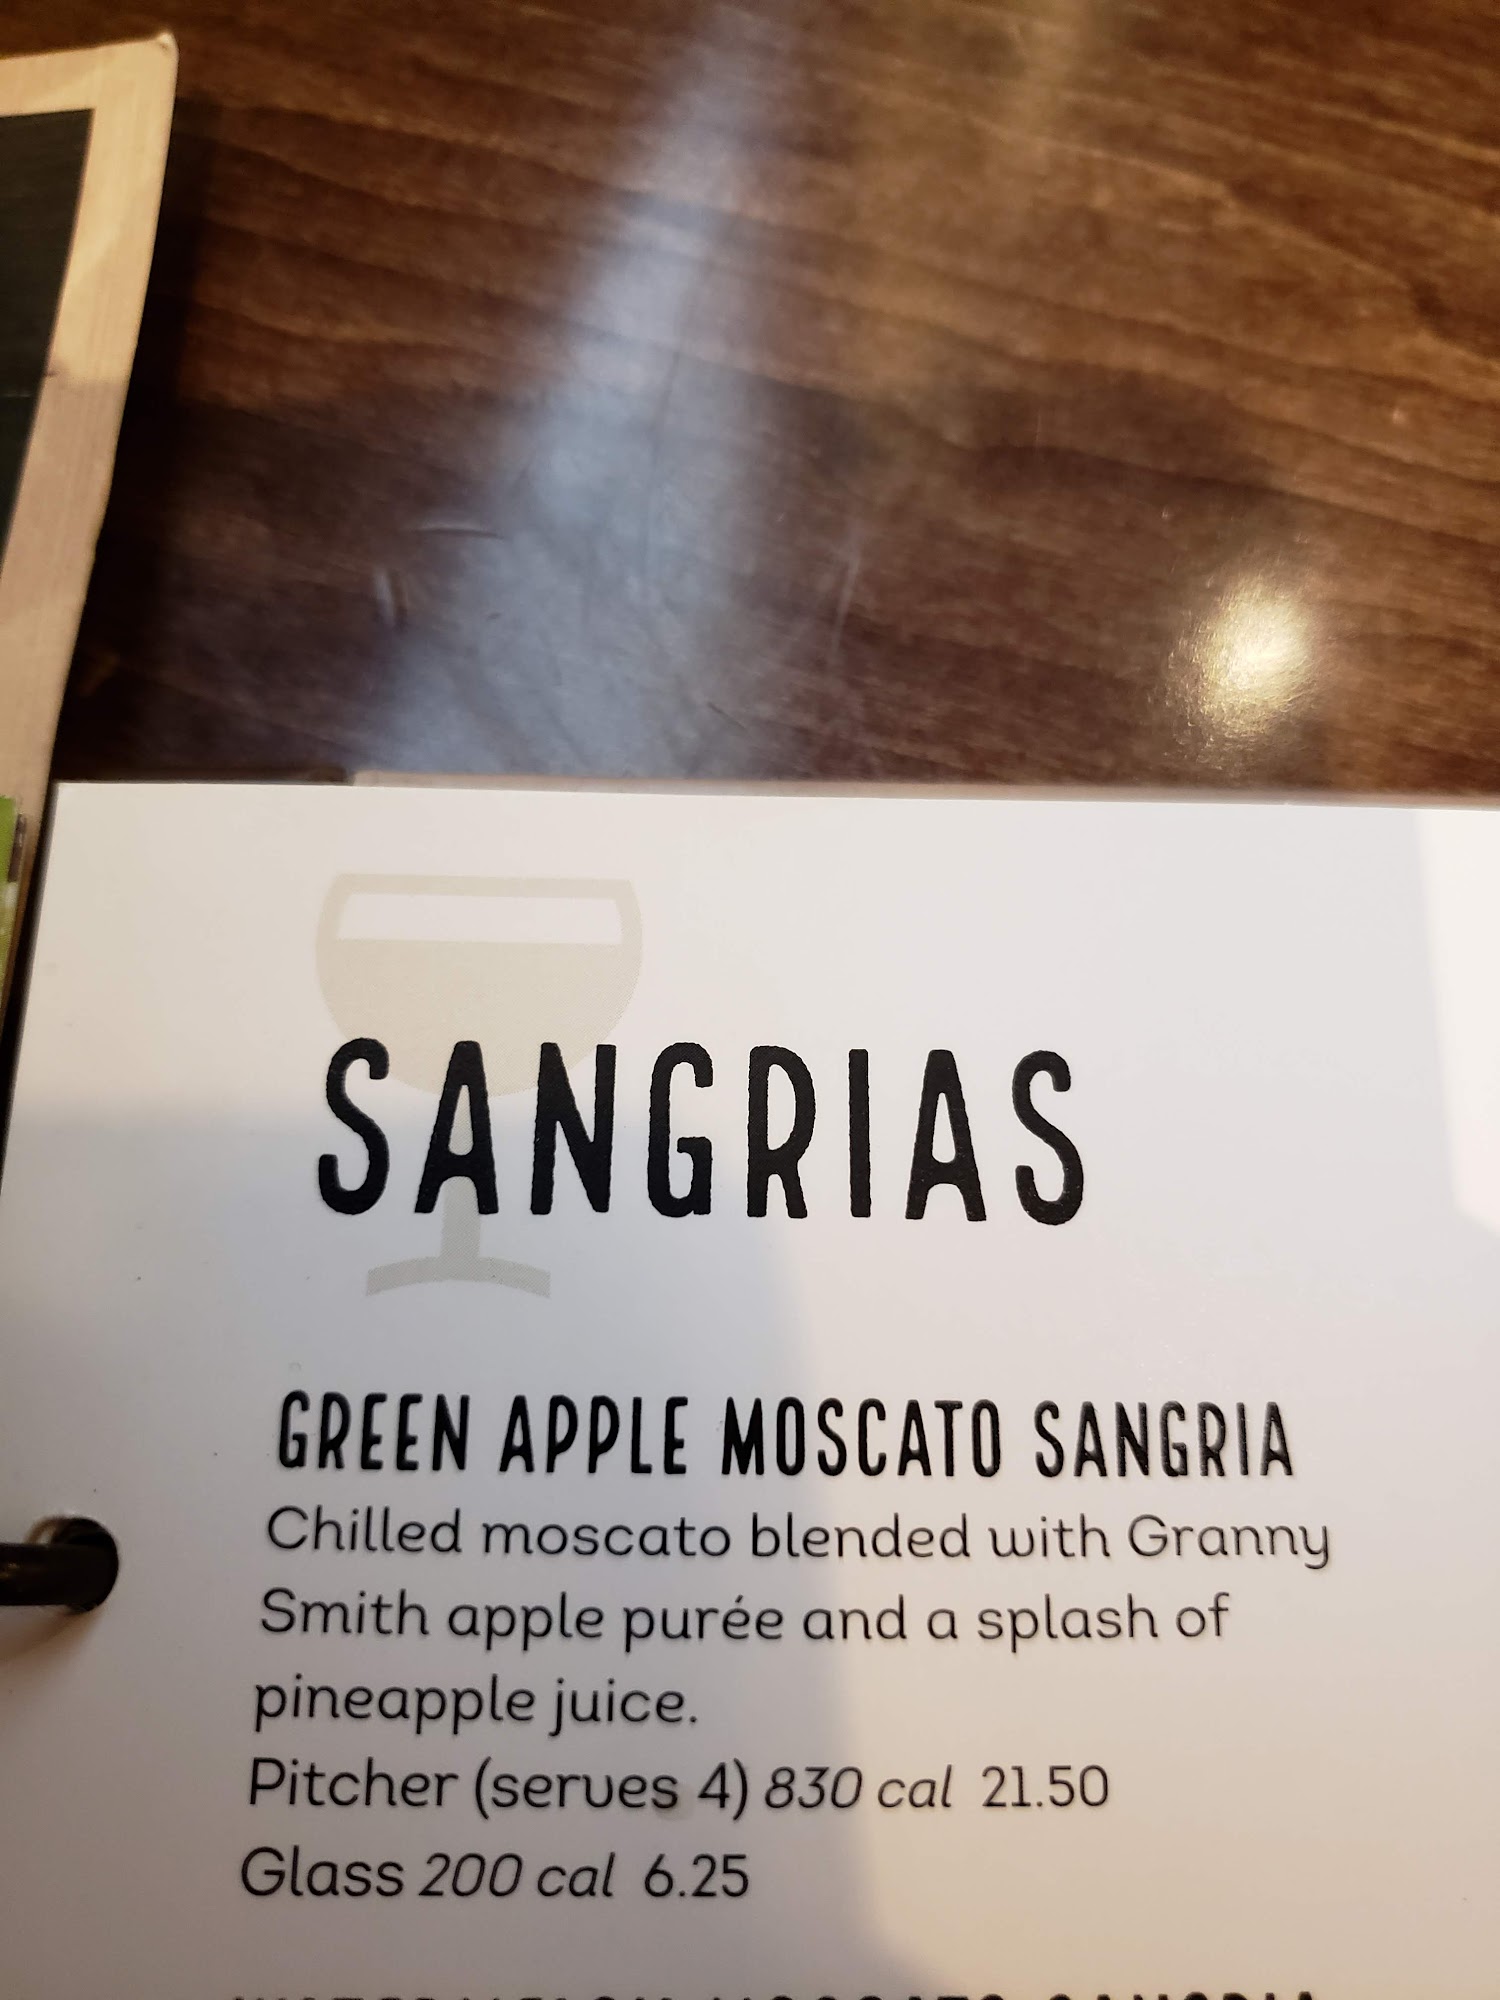 SANGRIAS
GREEN APPLE MOSCATO SANGRIA
Chilled moscato blended with Granny
Smith apple purée and a splash of
pineapple juice.
Pitcher (serves 4) 830 cal 21.50
Glass 200 cal 6.25